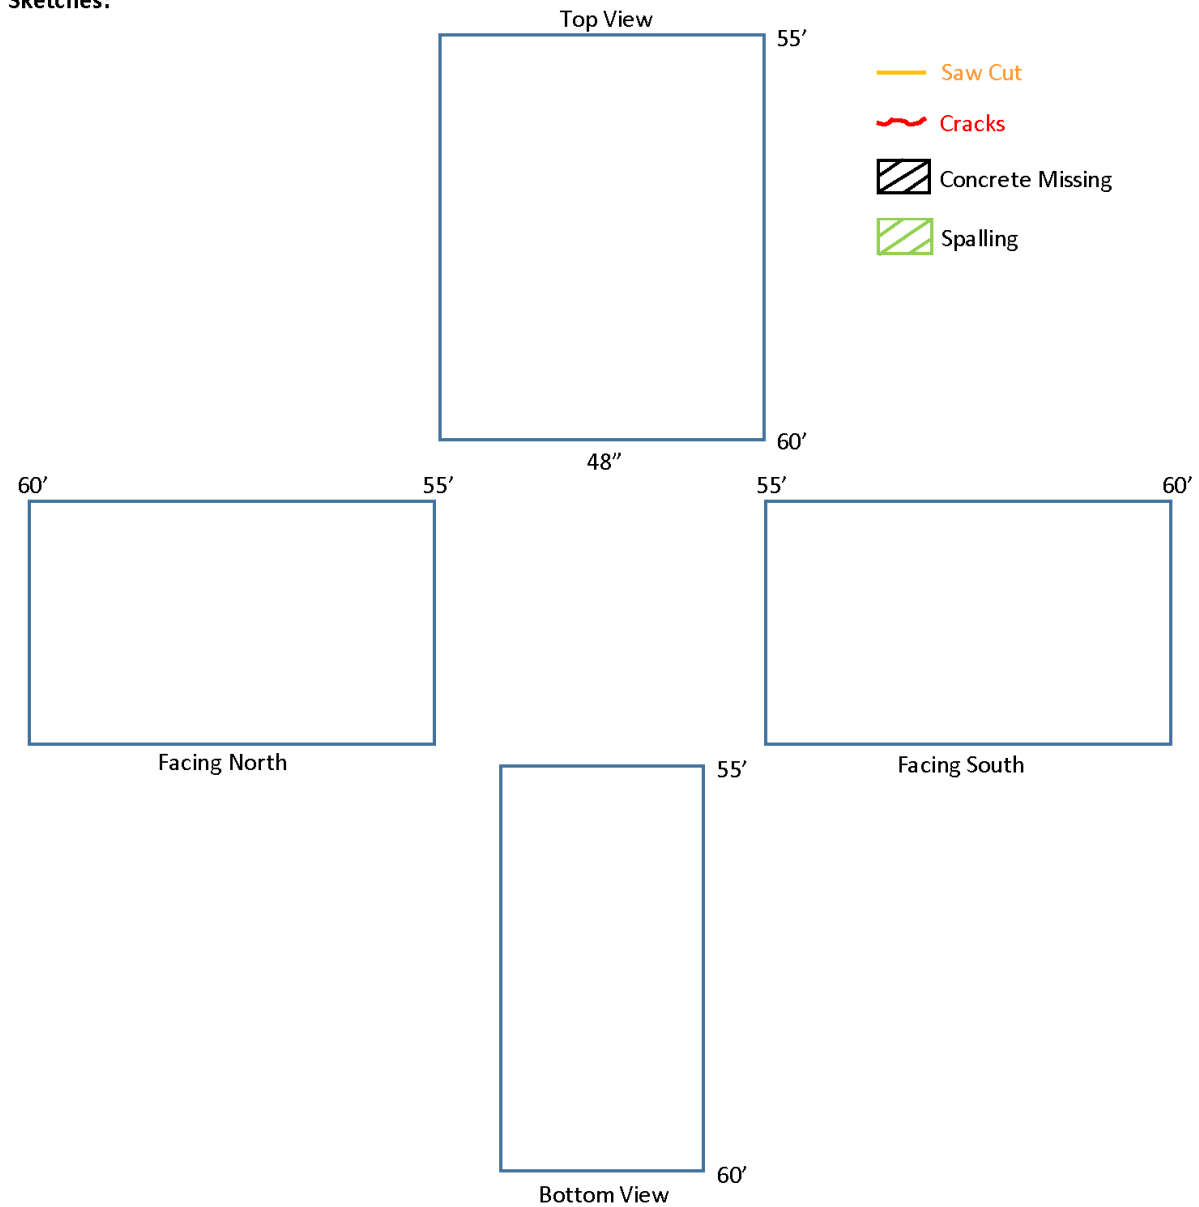 Sketches:
Top View
55′
Saw Cut
Cracks
Concrete Missing
Spalling
60′
48″
60′
55′
55′
60′
Facing North
Facing South
55′
60′
Bottom View